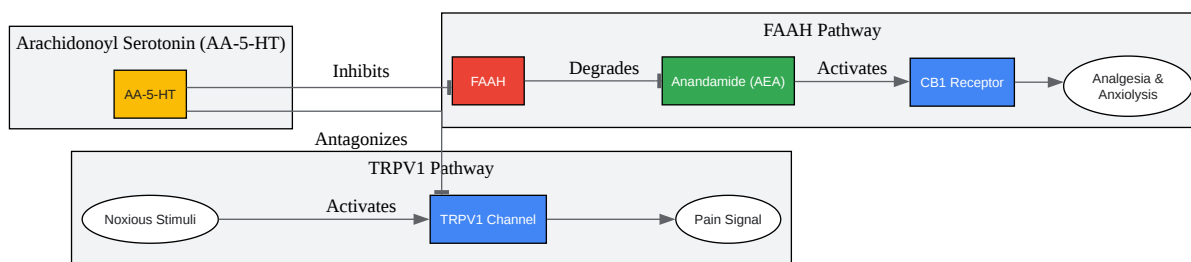 FAAH Pathway
Arachidonoyl Serotonin (AA-5-HT)
AA-5-HT
Inhibits
FAAH
Degrades
Anandamide (AEA)
Activates
CB1 Receptor
Analgesia &
Anxiolysis
Antagonizes
TRPV1 Pathway
Noxious Stimuli
Activates
TRPV1 Channel
Pain Signal